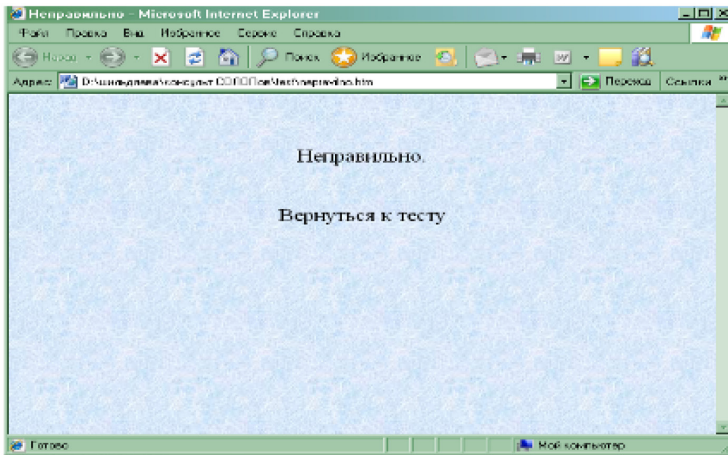 Неправильно - Microsoft Internet Explorer
Файл Правка Вид Избранное Сервис Справка
Назад Поиск Избранное
Адрес: Переход Ссылки »
Неправильно.
Вернуться к тесту
Готово Мой компьютер